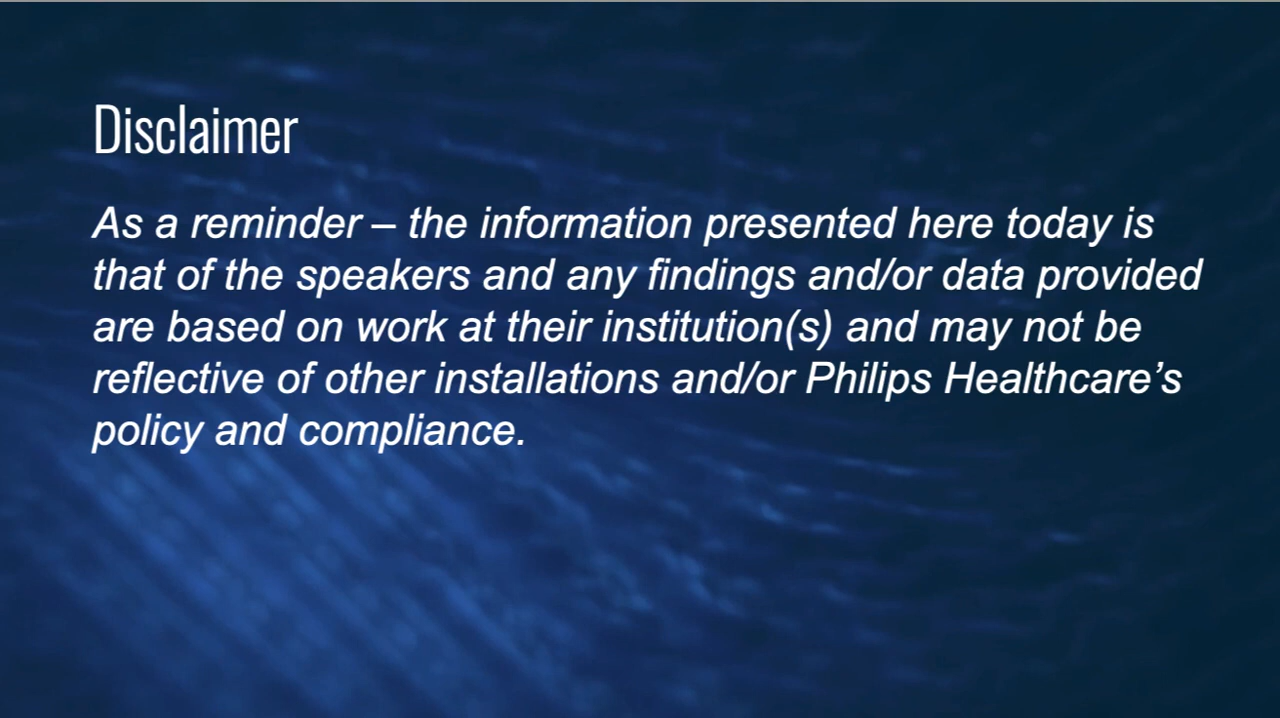 Disclaimer
As a reminder – the information presented here today is
that of the speakers and any findings and/or data provided
are based on work at their institution(s) and may not be
reflective of other installations and/or Philips Healthcare’s
policy and compliance.